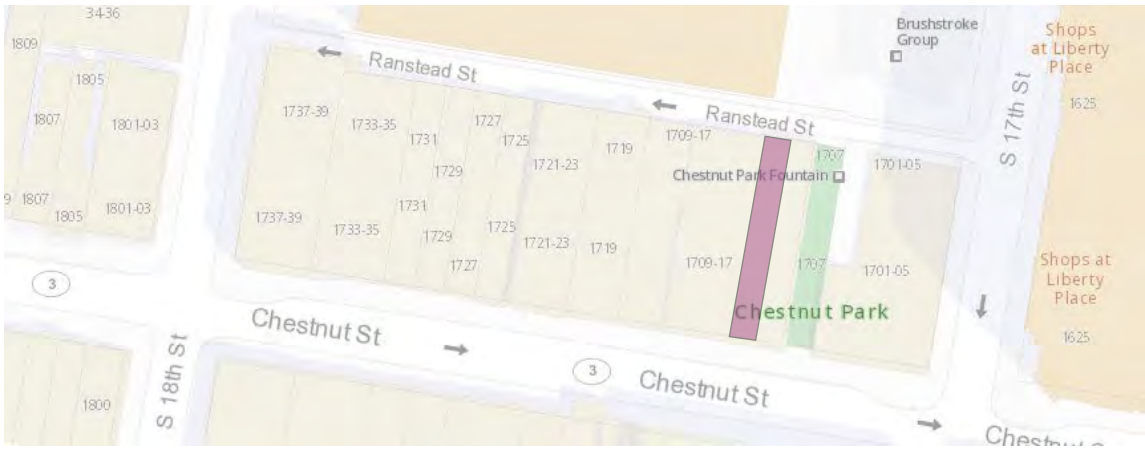 3436
Brushstroke
Group
Shops
at Liberty
Place
1625
1809
1805
1807
1801-03
Ranstead St
Ranstead St
S 17th St
1737-39
1733-35
1731
1729
1727
1725
1721-23
1719
1709-17
1707
1701-05
Chestnut Park Fountain
1807
1805
1801-03
1737-39
1733-35
1731
1729
1727
1725
1721-23
1719
1709-17
1707
1701-05
Shops at
Liberty
Place
1625
3
Chestnut St
Chestnut Park
3
Chestnut St
S 18th St
1800